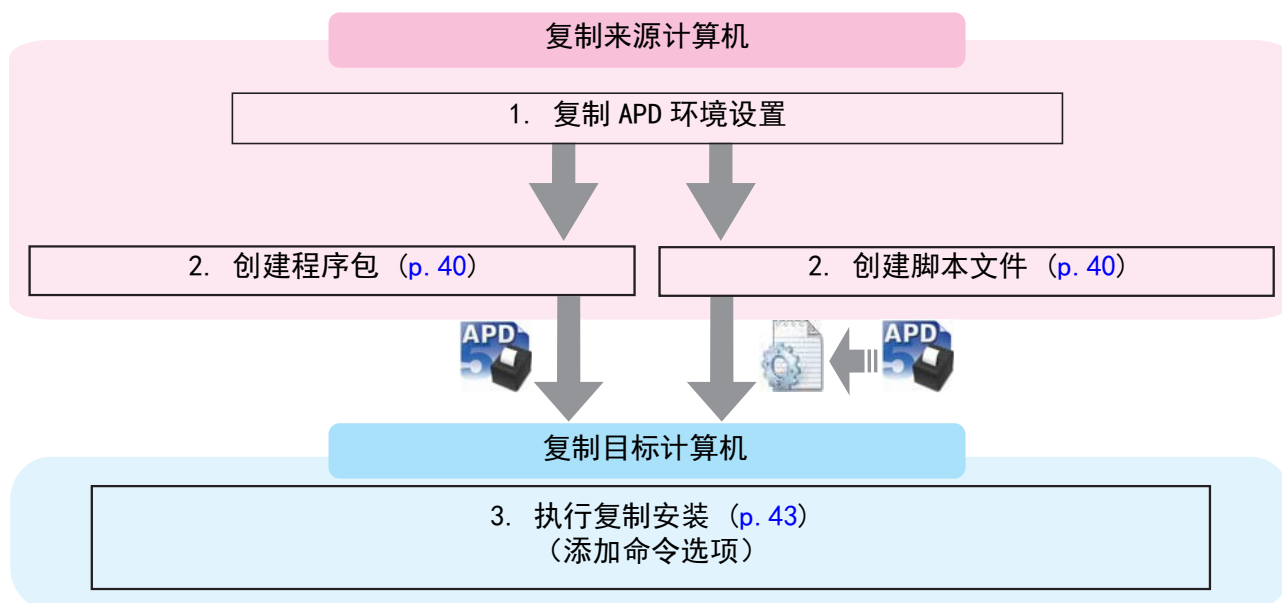 复制来源计算机
1. 复制 APD 环境设置
2. 创建程序包 (p. 40)
2. 创建脚本文件 (p. 40)
APD
5
APD
5
复制目标计算机
3. 执行复制安装 (p. 43)
（添加命令选项）